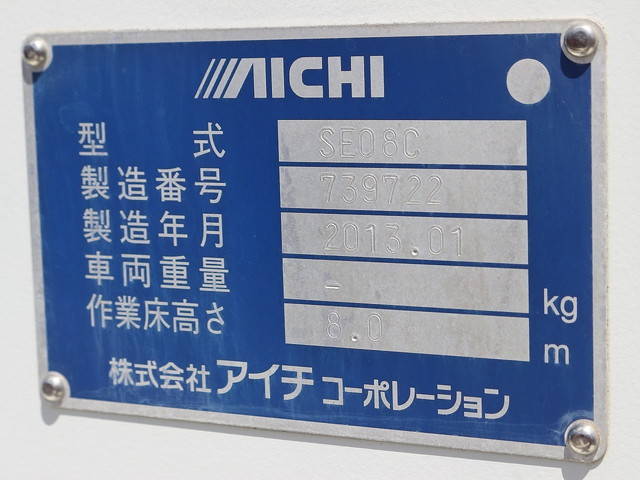 AICHI
型 式 SE08C
製造番号 739722
製造年月 2013.01
車両重量 - kg
作業床高さ 8.0 m
株式会社 アイチ コーポレーション